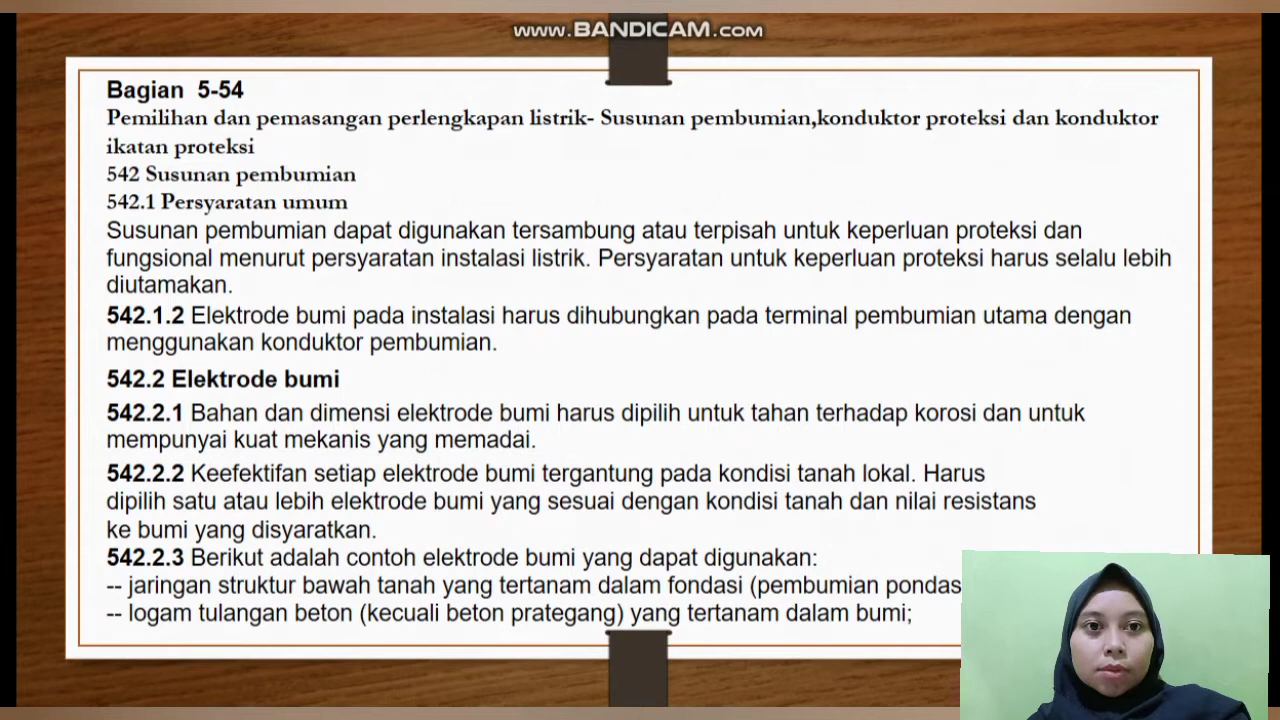 www.BANDICAM.com
Bagian 5-54
Pemilihan dan pemasangan perlengkapan listrik- Susunan pembumian,konduktor proteksi dan konduktor
ikatan proteksi
542 Susunan pembumian
542.1 Persyaratan umum
Susunan pembumian dapat digunakan tersambung atau terpisah untuk keperluan proteksi dan
fungsional menurut persyaratan instalasi listrik. Persyaratan untuk keperluan proteksi harus selalu lebih
diutamakan.
542.1.2 Elektrode bumi pada instalasi harus dihubungkan pada terminal pembumian utama dengan
menggunakan konduktor pembumian.
542.2 Elektrode bumi
542.2.1 Bahan dan dimensi elektrode bumi harus dipilih untuk tahan terhadap korosi dan untuk
mempunyai kuat mekanis yang memadai.
542.2.2 Keefektifan setiap elektrode bumi tergantung pada kondisi tanah lokal. Harus
dipilih satu atau lebih elektrode bumi yang sesuai dengan kondisi tanah dan nilai resistans
ke bumi yang disyaratkan.
542.2.3 Berikut adalah contoh elektrode bumi yang dapat digunakan:
-- jaringan struktur bawah tanah yang tertanam dalam fondasi (pembumian pondas
-- logam tulangan beton (kecuali beton prategang) yang tertanam dalam bumi;